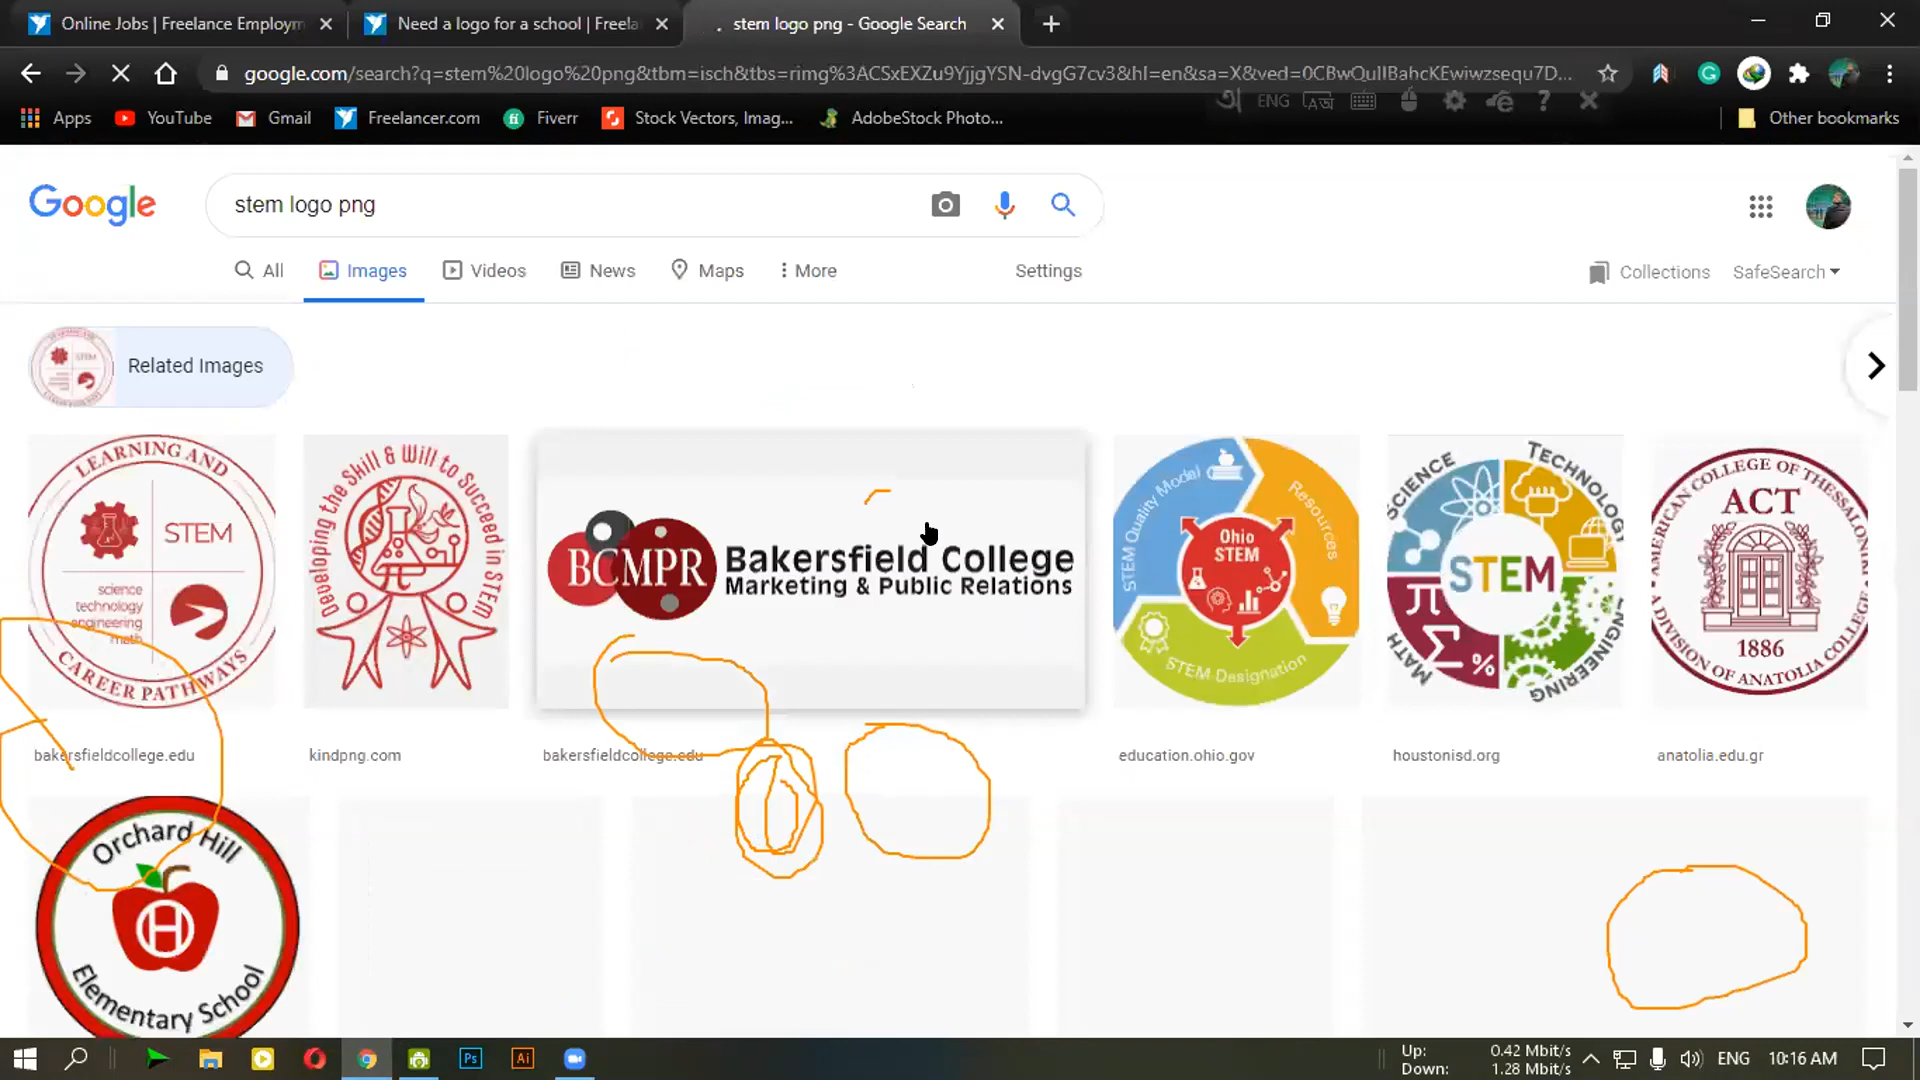 Online Jobs | Freelance Employm
Need a logo for a school | Freela
stem logo png - Google Search
google.com/search?q=stem%20logo%20png&tbm=isch&tbs=rimg%3ACSxEXZu9YjjgYSN-dvgG7cv3&hl=en&sa=X&ved=0CBwQuIIBahcKEwiwzsequ7D...
ENG
Apps
YouTube
Gmail
Freelancer.com
Fiverr
Stock Vectors, Imag...
AdobeStock Photo...
Other bookmarks
Google
stem logo png
All
Images
Videos
News
Maps
More
Settings
Collections
SafeSearch
Related Images
LEARNING AND
STEM
science
technology
engineering
math
CAREER PATHWAYS
Developing the Skill & Will to Succeed in STEM
BCMPR
Bakersfield College
Marketing & Public Relations
STEM Quality Model
Resources
Ohio
STEM
STEM Designation
SCIENCE
TECHNOLOGY
STEM
MATH
ENGINEERING
AMERICAN COLLEGE OF THESSALONIKI
ACT
1886
A DIVISION OF ANATOLIA COLLEGE
bakersfieldcollege.edu
kindpng.com
bakersfieldcollege.edu
education.ohio.gov
houstonisd.org
anatolia.edu.gr
Orchard Hill
H
Elementary School
Ps
Ai
Up: 0.42 Mbit/s
Down: 1.28 Mbit/s
ENG
10:16 AM